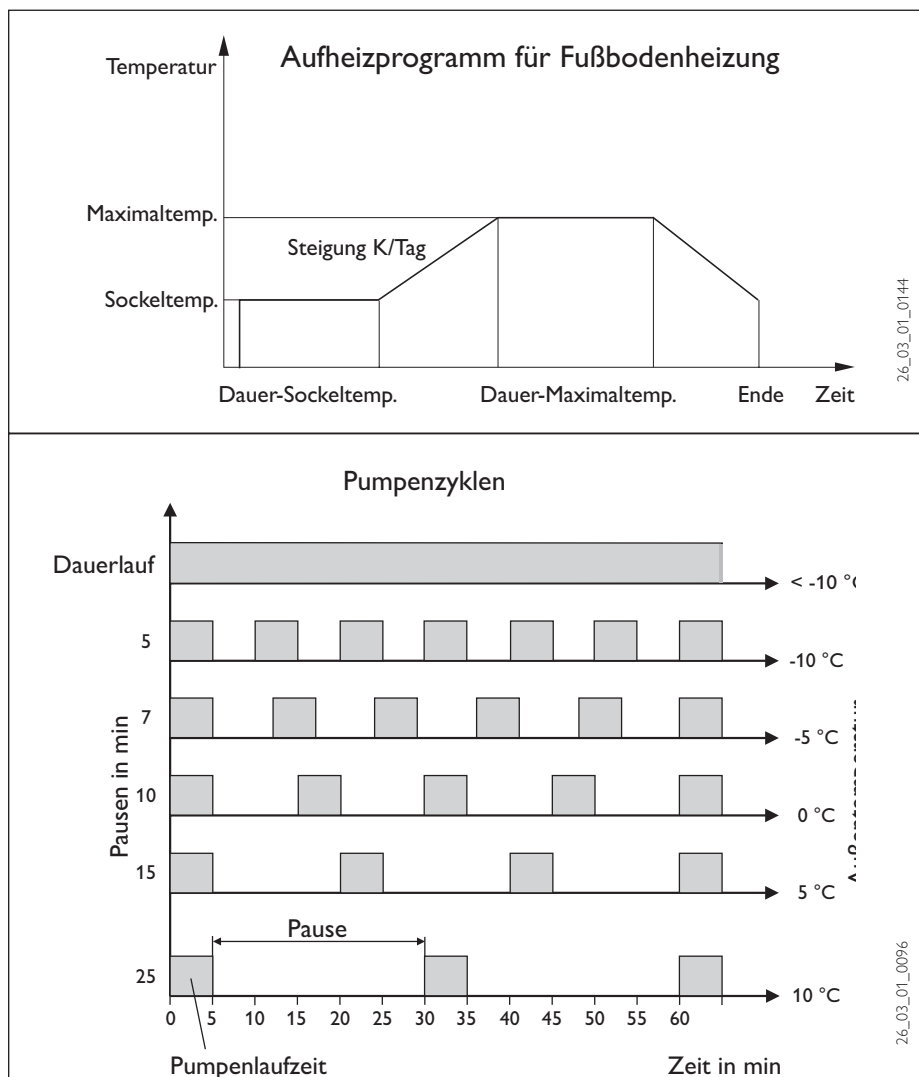 Aufheizprogramm für Fußbodenheizung
Temperatur
Maximaltemp.
Steigung K/Tag
Sockeltemp.
Dauer-Sockeltemp. Dauer-Maximaltemp. Ende Zeit
26_03_01_0144
Pumpenzyklen
Dauerlauf
< -10 °C
5
-10 °C
7
-5 °C
10
0 °C
15
5 °C
Pause
25
10 °C
Pausen in min
0 5 10 15 20 25 30 35 40 45 50 55 60
Pumpenlaufzeit Zeit in min
26_03_01_0096